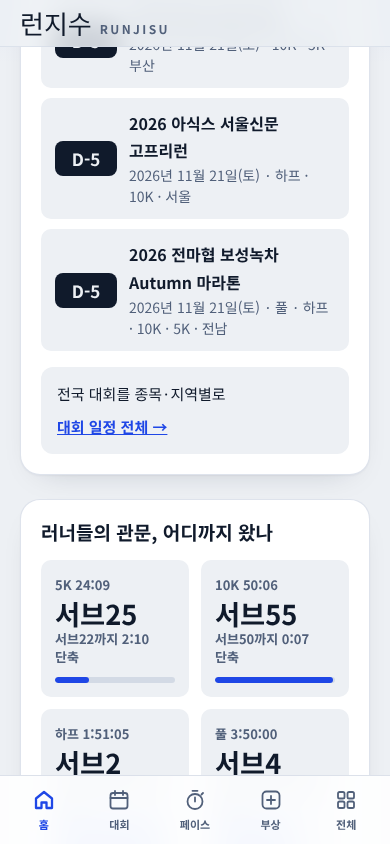 런지수 RUNJISU
부산
2026 아식스 서울신문
고프리런
D-5
2026년 11월 21일(토) · 하프 ·
10K · 서울
2026 전마협 보성녹차
Autumn 마라톤
D-5
2026년 11월 21일(토) · 풀 · 하프
· 10K · 5K · 전남
전국 대회를 종목·지역별로
대회 일정 전체 →
러너들의 관문, 어디까지 왔나
5K 24:09
서브25
서브22까지 2:10
단축
10K 50:06
서브55
서브50까지 0:07
단축
하프 1:51:05
서브2
풀 3:50:00
서브4
홈
대회
페이스
부상
전체